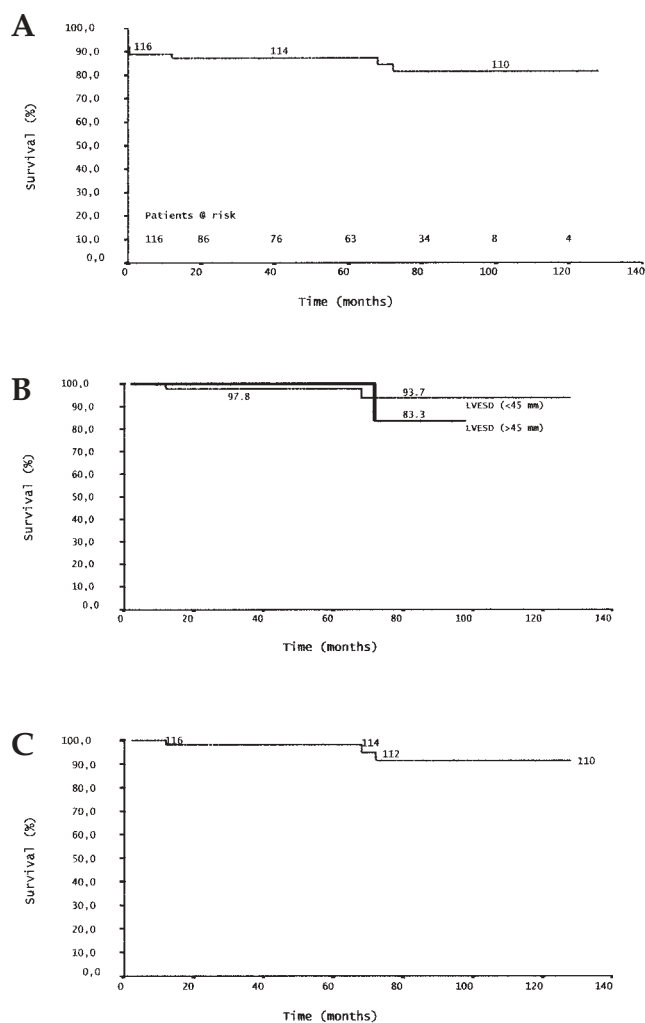 A
100,0
116
114
90,0
110
80,0
70,0
60,0
50,0
40,0
30,0
20,0
Patients @ risk
10,0
116 86 76 63 34 8 4
0,0
0 20 40 60 80 100 120 140
Survival (%)
Time (months)
B
100,0
97.8
93.7
90,0
LVESD (<45 mm)
83.3
80,0
LVESD (>45 mm)
70,0
60,0
50,0
40,0
30,0
20,0
10,0
0,0
0 20 40 60 80 100 120 140
Survival (%)
Time (months)
C
100,0
116
114
112
90,0
110
80,0
70,0
60,0
50,0
40,0
30,0
20,0
10,0
0,0
0 20 40 60 80 100 120 140
Survival (%)
Time (months)